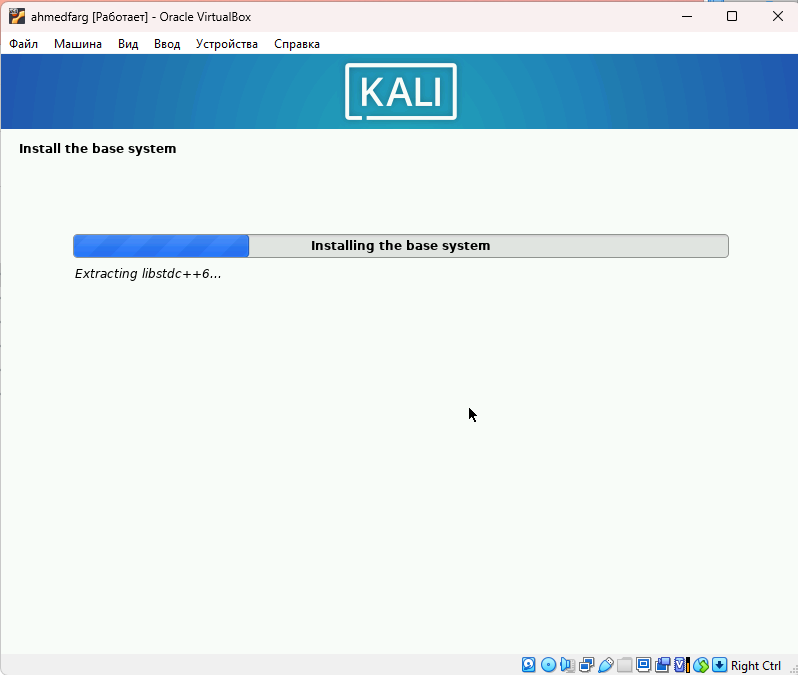 ahmedfarg [Работает] - Oracle VirtualBox
Файл Машина Вид Ввод Устройства Справка
KALI
Install the base system
Installing the base system
Extracting libstdc++6...
Right Ctrl